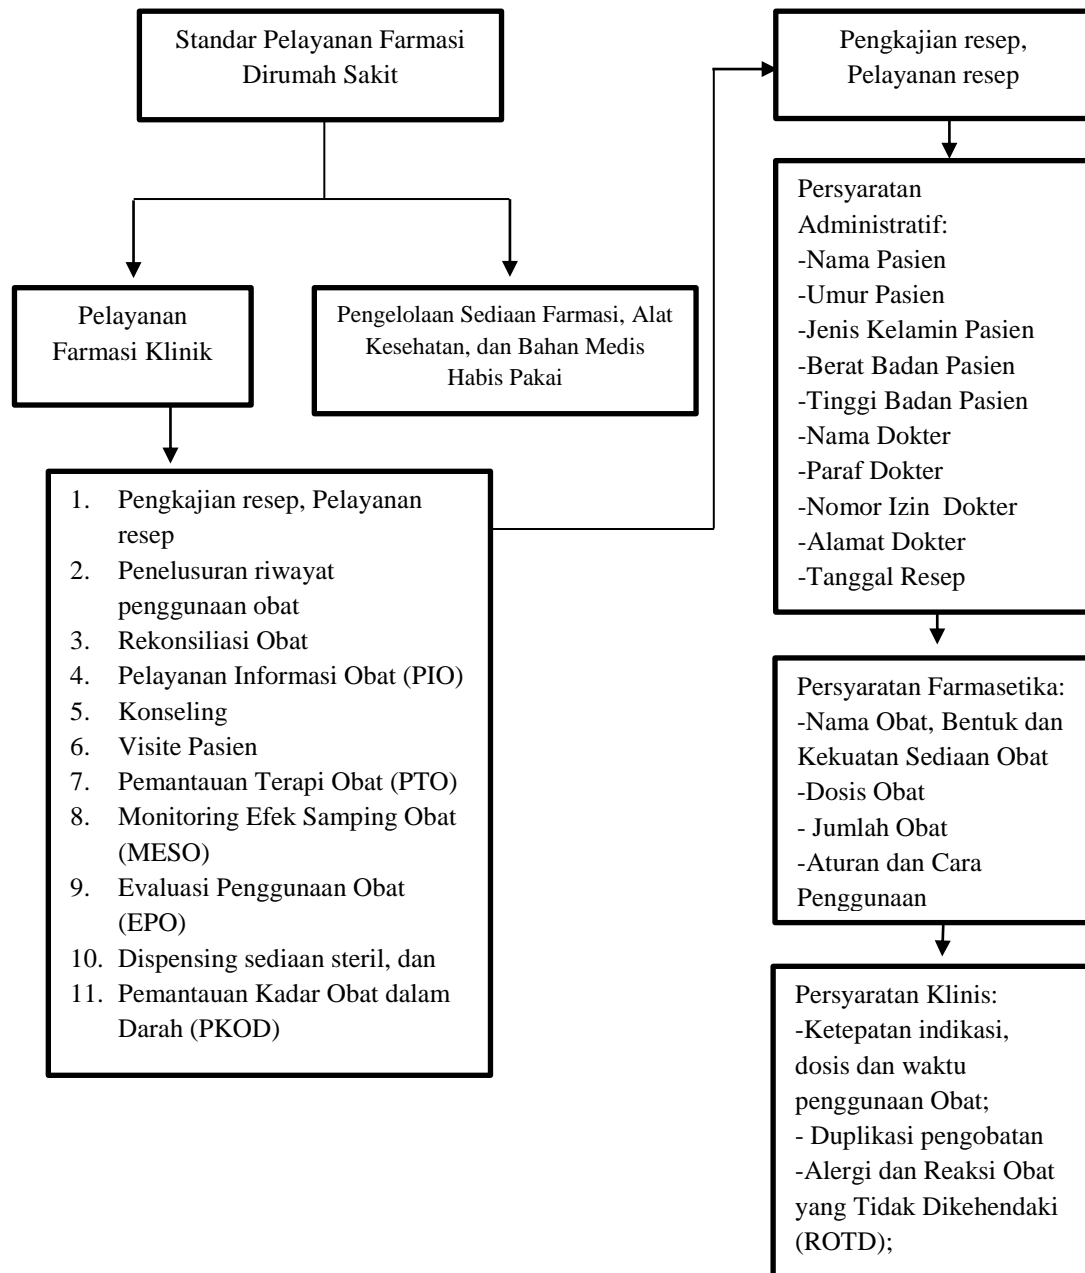 Standar Pelayanan Farmasi
Dirumah Sakit
Pelayanan
Farmasi Klinik
Pengelolaan Sediaan Farmasi, Alat
Kesehatan, dan Bahan Medis
Habis Pakai
1. Pengkajian resep, Pelayanan
resep
2. Penelusuran riwayat
penggunaan obat
3. Rekonsiliasi Obat
4. Pelayanan Informasi Obat (PIO)
5. Konseling
6. Visite Pasien
7. Pemantauan Terapi Obat (PTO)
8. Monitoring Efek Samping Obat
(MESO)
9. Evaluasi Penggunaan Obat
(EPO)
10. Dispensing sediaan steril, dan
11. Pemantauan Kadar Obat dalam
Darah (PKOD)
Pengkajian resep,
Pelayanan resep
Persyaratan
Administratif:
-Nama Pasien
-Umur Pasien
-Jenis Kelamin Pasien
-Berat Badan Pasien
-Tinggi Badan Pasien
-Nama Dokter
-Paraf Dokter
-Nomor Izin  Dokter
-Alamat Dokter
-Tanggal Resep
Persyaratan Farmasetika:
-Nama Obat, Bentuk dan
Kekuatan Sediaan Obat
-Dosis Obat
- Jumlah Obat
-Aturan dan Cara
Penggunaan
Persyaratan Klinis:
-Ketepatan indikasi,
dosis dan waktu
penggunaan Obat;
- Duplikasi pengobatan
-Alergi dan Reaksi Obat
yang Tidak Dikehendaki
(ROTD);